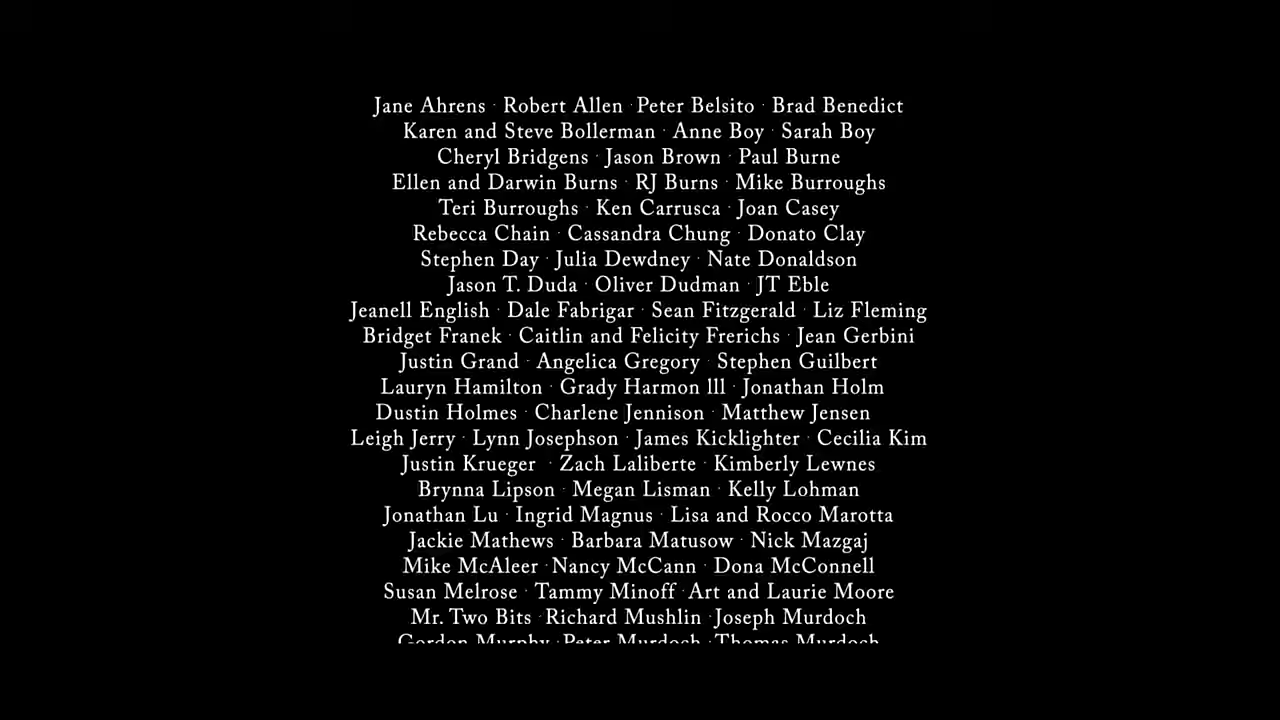 Jane Ahrens · Robert Allen · Peter Belsito · Brad Benedict
Karen and Steve Bollerman · Anne Boy · Sarah Boy
Cheryl Bridgens · Jason Brown · Paul Burne
Ellen and Darwin Burns · RJ Burns · Mike Burroughs
Teri Burroughs · Ken Carrusca · Joan Casey
Rebecca Chain · Cassandra Chung · Donato Clay
Stephen Day · Julia Dewdney · Nate Donaldson
Jason T. Duda · Oliver Dudman · JT Eble
Jeanell English · Dale Fabrigar · Sean Fitzgerald · Liz Fleming
Bridget Franek · Caitlin and Felicity Frerichs · Jean Gerbini
Justin Grand · Angelica Gregory · Stephen Guilbert
Lauryn Hamilton · Grady Harmon lll · Jonathan Holm
Dustin Holmes · Charlene Jennison · Matthew Jensen
Leigh Jerry · Lynn Josephson · James Kicklighter · Cecilia Kim
Justin Krueger · Zach Laliberte · Kimberly Lewnes
Brynna Lipson · Megan Lisman · Kelly Lohman
Jonathan Lu · Ingrid Magnus · Lisa and Rocco Marotta
Jackie Mathews · Barbara Matusow · Nick Mazgaj
Mike McAleer · Nancy McCann · Dona McConnell
Susan Melrose · Tammy Minoff · Art and Laurie Moore
Mr. Two Bits · Richard Mushlin · Joseph Murdoch
Gordon Murphy · Peter Murdoch · Thomas Murdoch